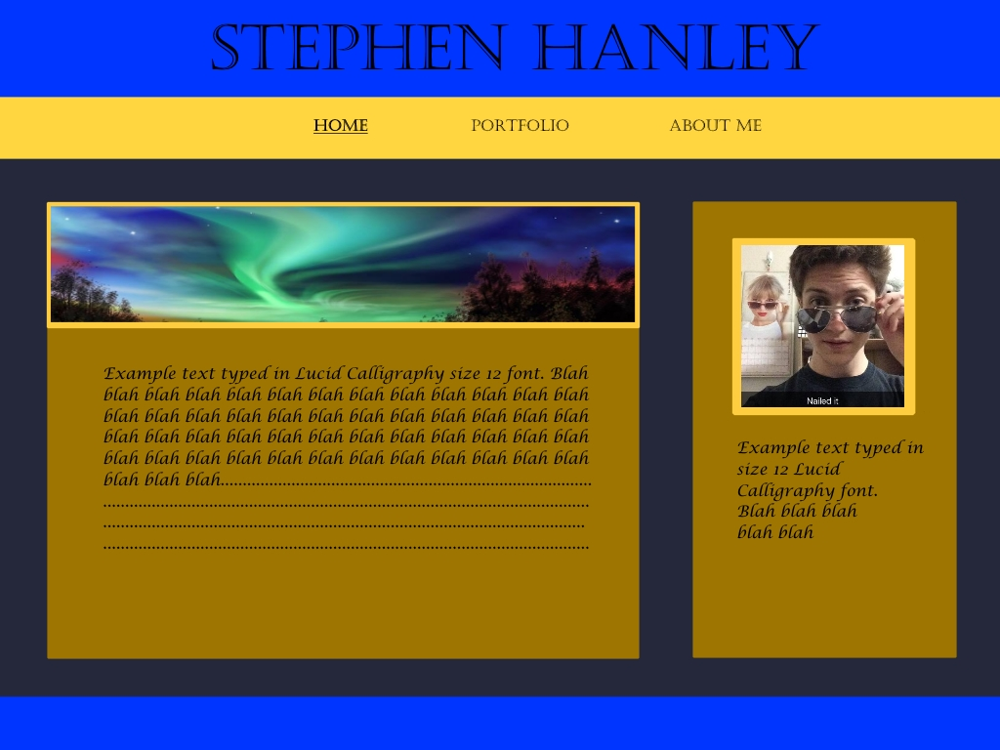 STEPHEN HANLEY
HOME
PORTFOLIO
ABOUT ME
Example text typed in Lucid Calligraphy size 12 font. Blah
blah blah blah blah blah blah blah blah blah blah blah blah
blah blah blah blah blah blah blah blah blah blah blah blah
blah blah blah blah blah blah blah blah blah blah blah blah
blah blah blah blah blah blah blah blah blah blah blah blah
blah blah blah....................................................................................
..............................................................................................................
.............................................................................................................
..............................................................................................................
Nailed it
Example text typed in
size 12 Lucid
Calligraphy font.
Blah blah blah
blah blah